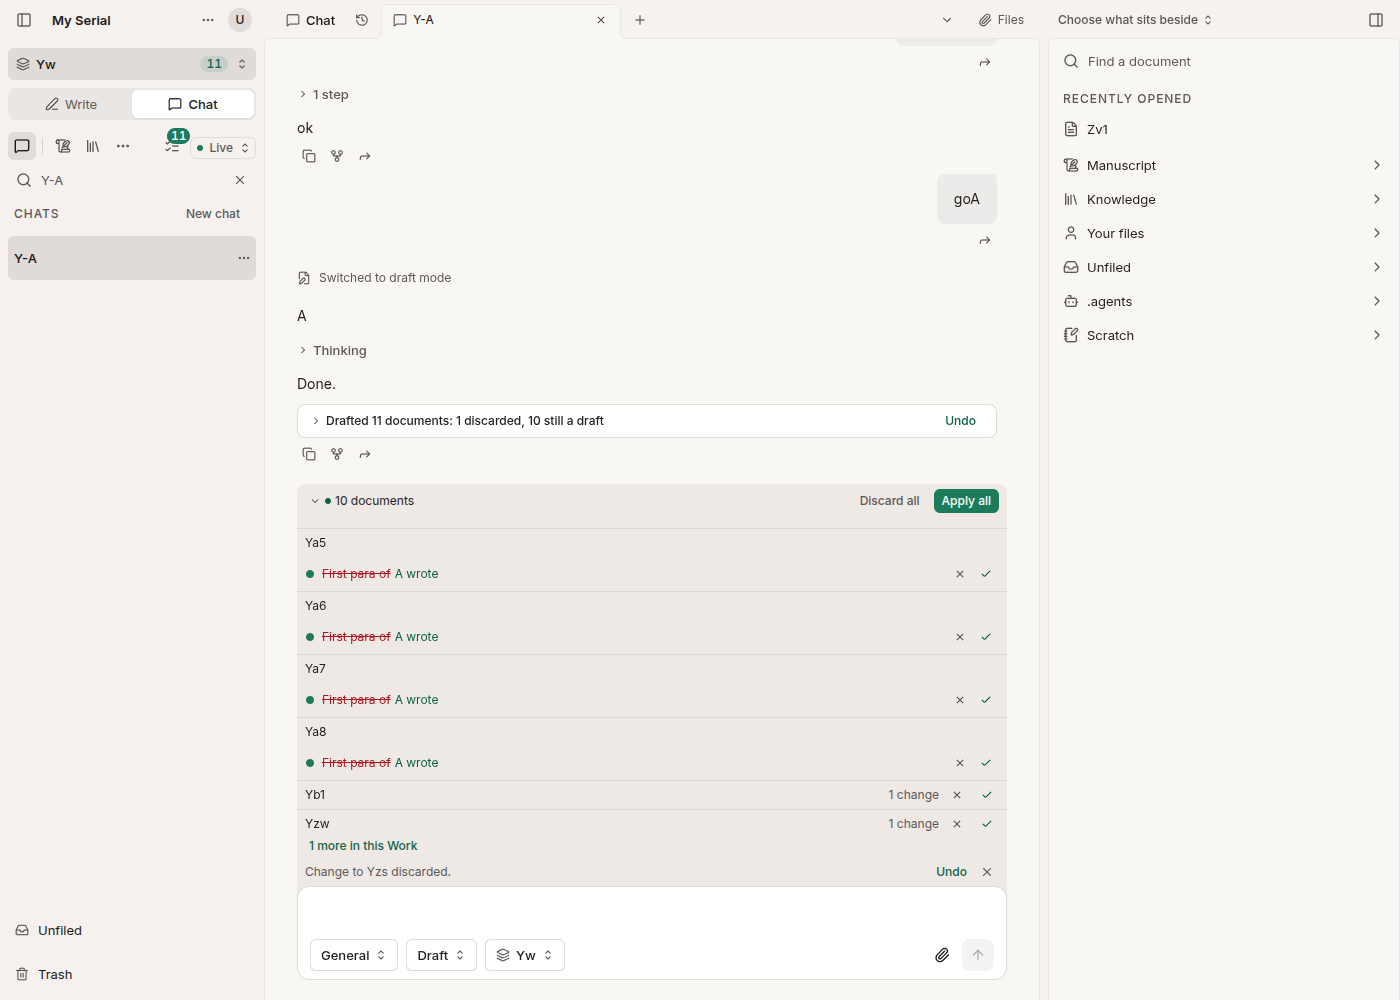 My Serial
U
Yw
11
Write
Chat
11
Live
Y-A
CHATS
New chat
Y-A
Unfiled
Trash
Chat
Y-A
Files
1 step
ok
goA
Switched to draft mode
A
Thinking
Done.
Drafted 11 documents: 1 discarded, 10 still a draft
Undo
10 documents
Discard all
Apply all
Ya5
First para of A wrote
Ya6
First para of A wrote
Ya7
First para of A wrote
Ya8
First para of A wrote
Yb1
1 change
Yzw
1 change
1 more in this Work
Change to Yzs discarded.
Undo
General
Draft
Yw
Choose what sits beside
Find a document
RECENTLY OPENED
Zv1
Manuscript
Knowledge
Your files
Unfiled
.agents
Scratch